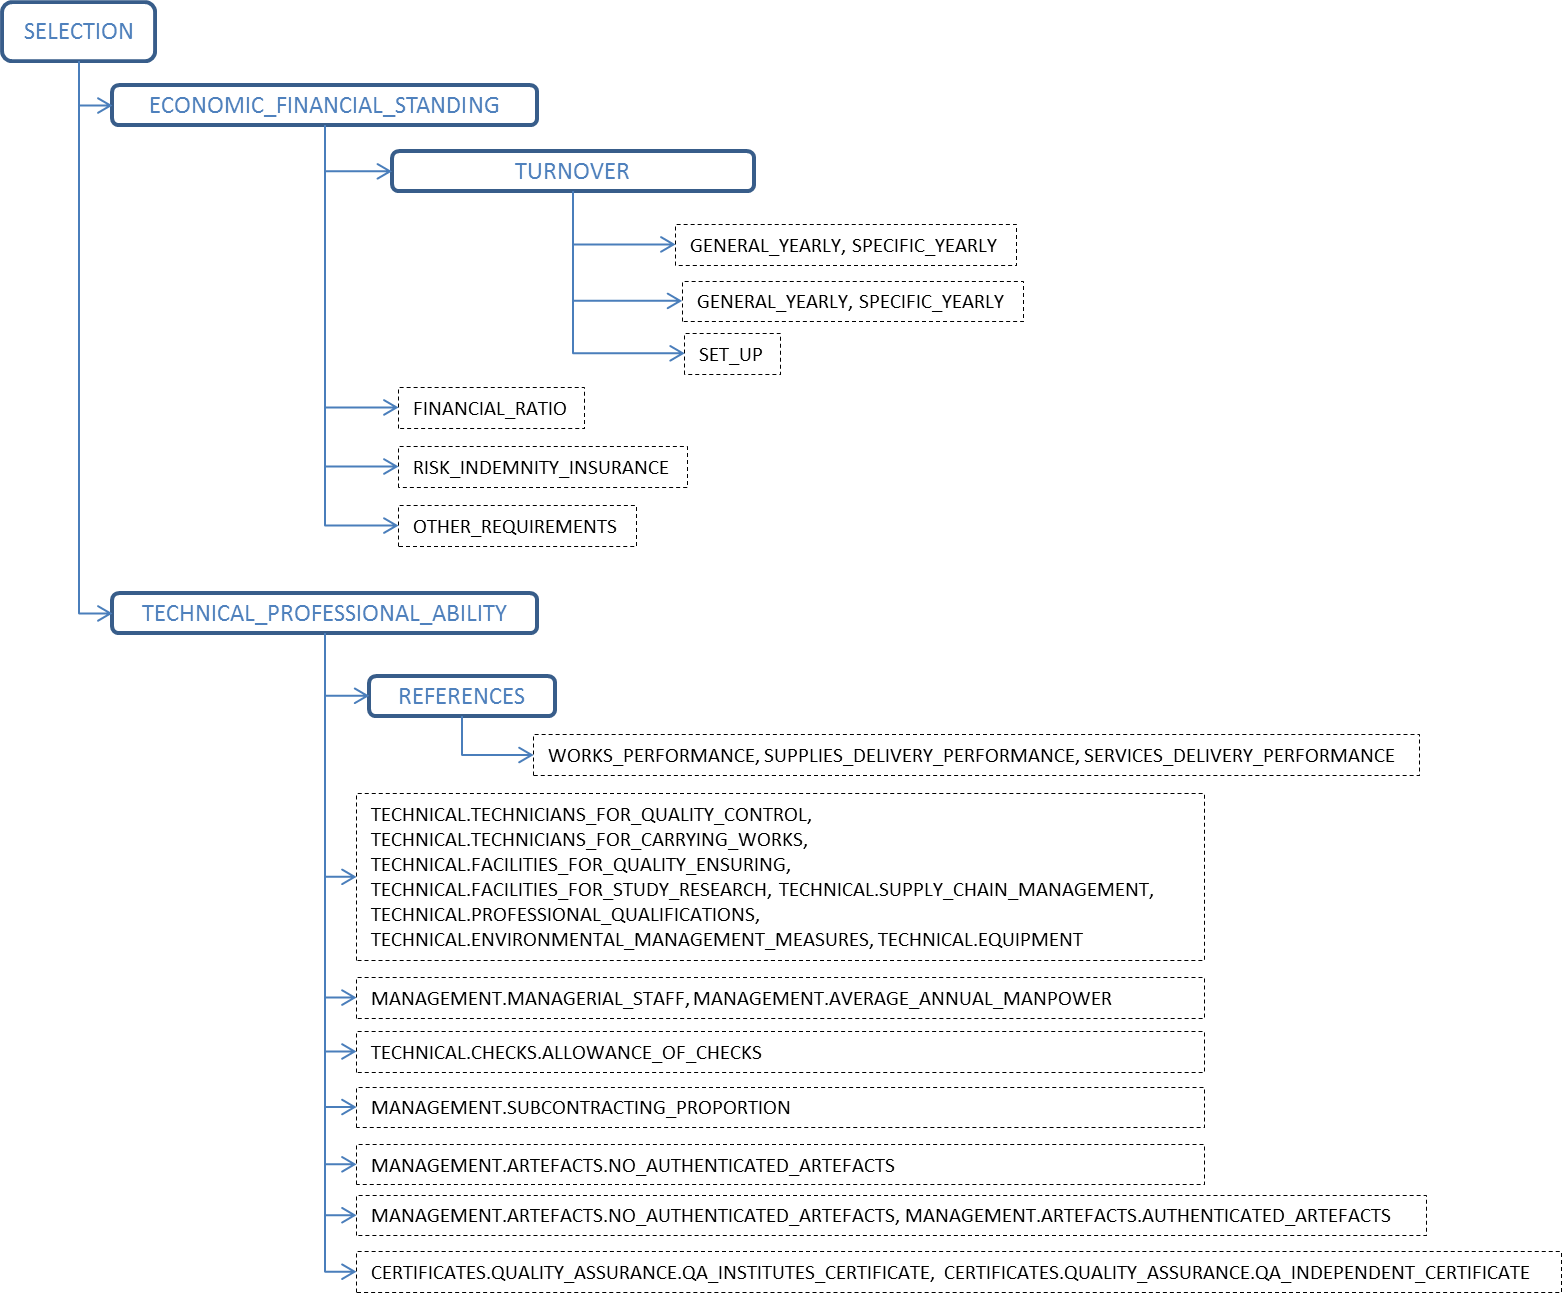 SELECTION
ECONOMIC_FINANCIAL_STANDING
TURNOVER
GENERAL_YEARLY, SPECIFIC_YEARLY
GENERAL_YEARLY, SPECIFIC_YEARLY
SET_UP
FINANCIAL_RATIO
RISK_INDEMNITY_INSURANCE
OTHER_REQUIREMENTS
TECHNICAL_PROFESSIONAL_ABILITY
REFERENCES
WORKS_PERFORMANCE, SUPPLIES_DELIVERY_PERFORMANCE, SERVICES_DELIVERY_PERFORMANCE
TECHNICAL.TECHNICIANS_FOR_QUALITY_CONTROL,
TECHNICAL.TECHNICIANS_FOR_CARRYING_WORKS,
TECHNICAL.FACILITIES_FOR_QUALITY_ENSURING,
TECHNICAL.FACILITIES_FOR_STUDY_RESEARCH, TECHNICAL.SUPPLY_CHAIN_MANAGEMENT,
TECHNICAL.PROFESSIONAL_QUALIFICATIONS,
TECHNICAL.ENVIRONMENTAL_MANAGEMENT_MEASURES, TECHNICAL.EQUIPMENT
MANAGEMENT.MANAGERIAL_STAFF, MANAGEMENT.AVERAGE_ANNUAL_MANPOWER
TECHNICAL.CHECKS.ALLOWANCE_OF_CHECKS
MANAGEMENT.SUBCONTRACTING_PROPORTION
MANAGEMENT.ARTEFACTS.NO_AUTHENTICATED_ARTEFACTS
MANAGEMENT.ARTEFACTS.NO_AUTHENTICATED_ARTEFACTS, MANAGEMENT.ARTEFACTS.AUTHENTICATED_ARTEFACTS
CERTIFICATES.QUALITY_ASSURANCE.QA_INSTITUTES_CERTIFICATE, CERTIFICATES.QUALITY_ASSURANCE.QA_INDEPENDENT_CERTIFICATE